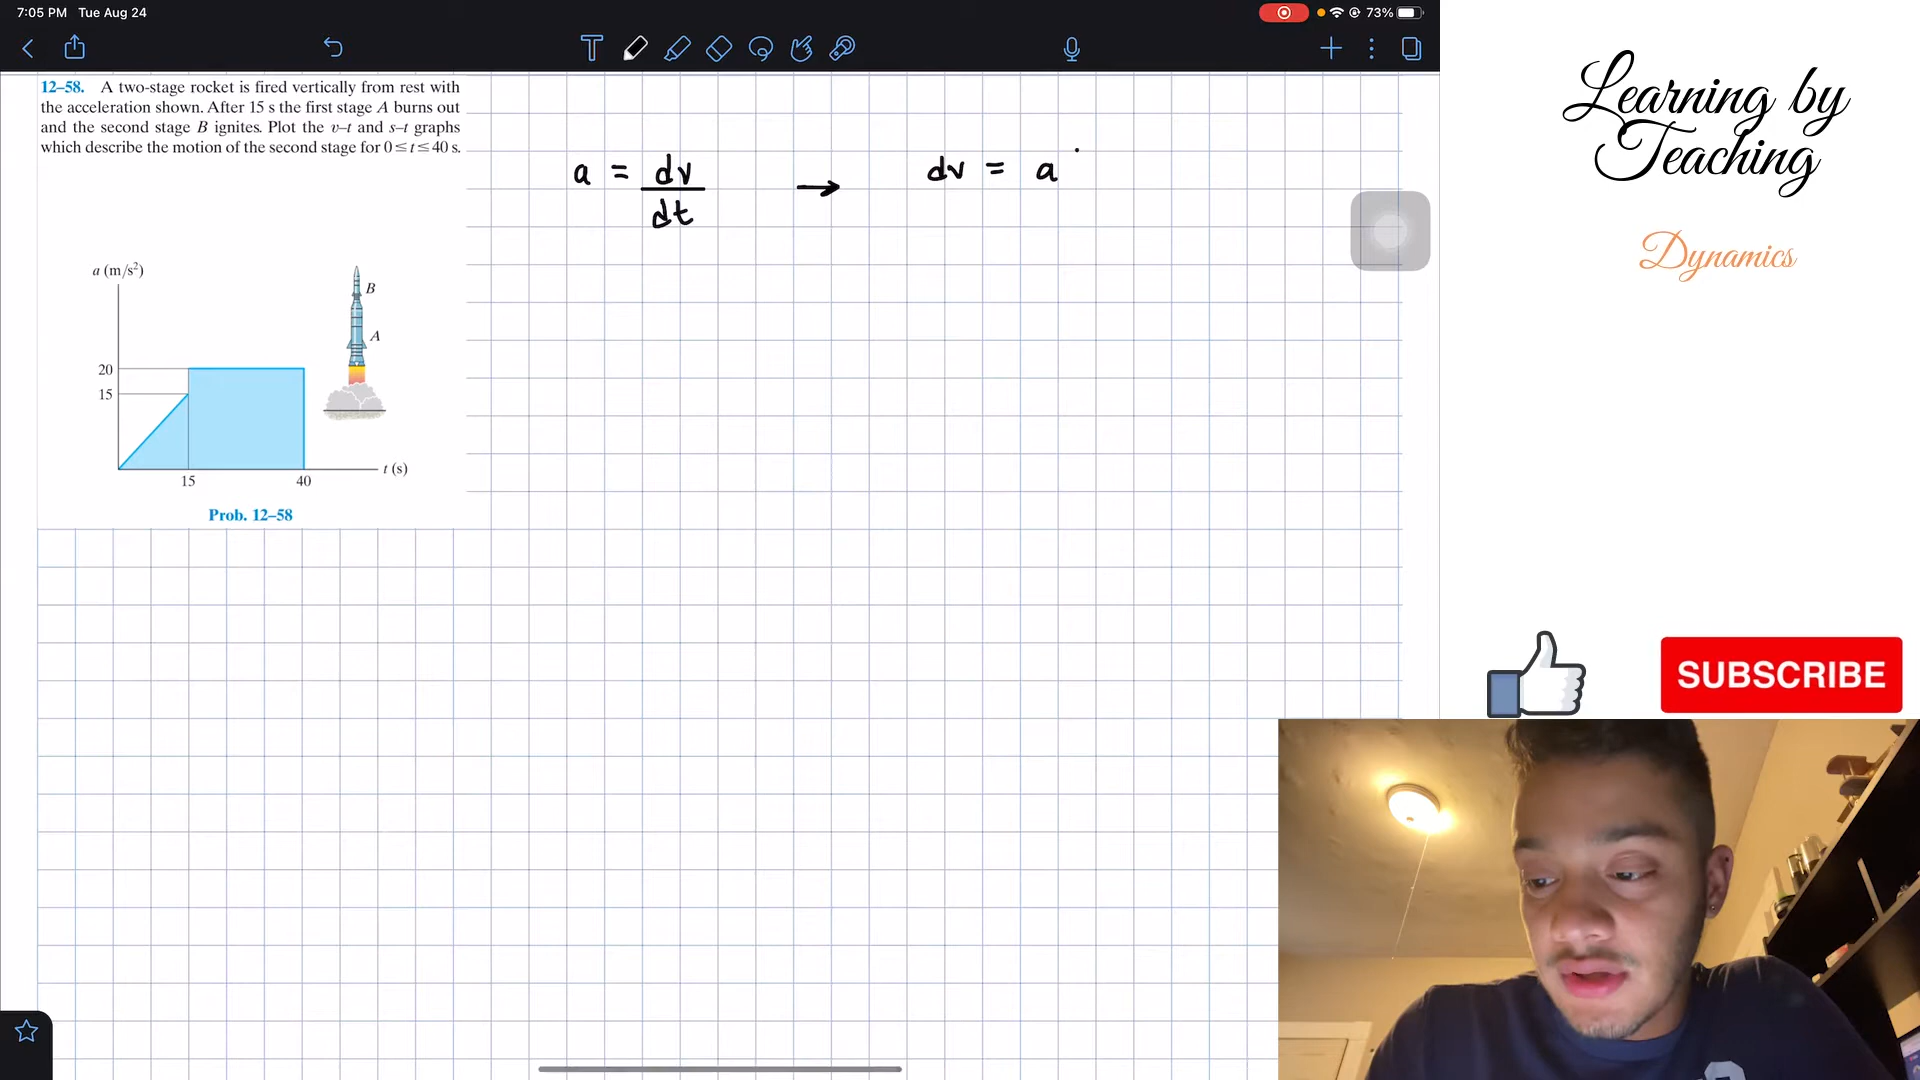 7:05 PM Tue Aug 24
73%
12–58. A two-stage rocket is fired vertically from rest with
the acceleration shown. After 15 s the first stage A burns out
and the second stage B ignites. Plot the v–t and s–t graphs
which describe the motion of the second stage for 0 ≤ t ≤ 40 s.
a = dv
dt
→ dv = a
a (m/s²)
B
A
20
15
t (s)
15 40
Prob. 12–58
Learning by
Teaching
Dynamics
SUBSCRIBE